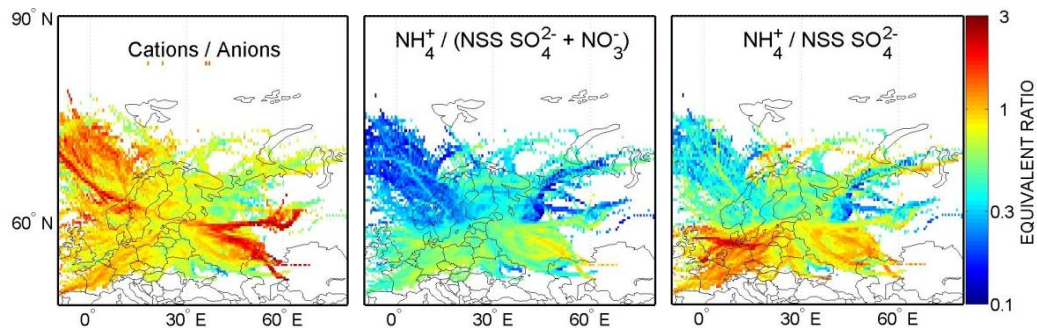 90° N
60° N
Cations / Anions
0°
30° E
60° E
NH₄⁺ / (NSS SO₄²⁻ + NO₃⁻)
0°
30° E
60° E
NH₄⁺ / NSS SO₄²⁻
0°
30° E
60° E
3
1
0.3
0.1
EQUIVALENT RATIO